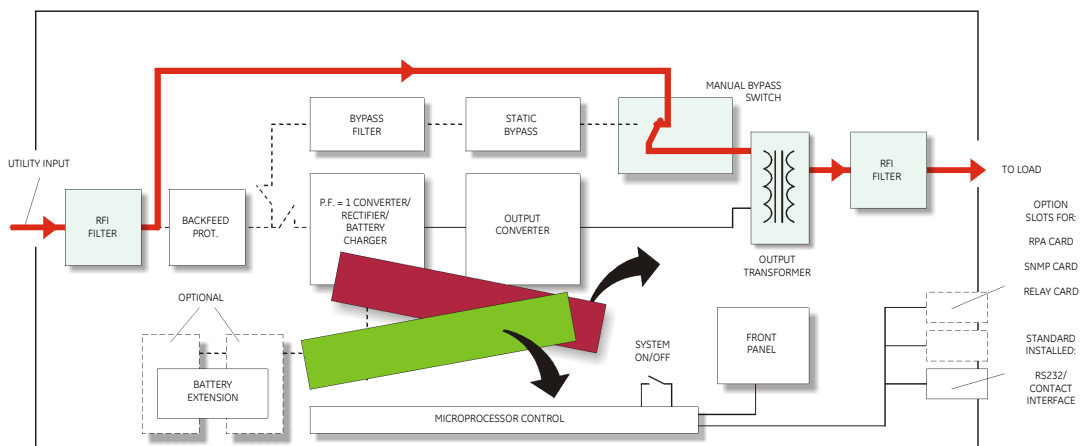 MANUAL BYPASS
SWITCH
BYPASS
FILTER
STATIC
BYPASS
UTILITY INPUT
RFI
FILTER
BACKFEED
PROT.
P.F. = 1 CONVERTER/
RECTIFIER/
BATTERY
CHARGER
OUTPUT
CONVERTER
OUTPUT
TRANSFORMER
RFI
FILTER
TO LOAD
OPTION
SLOTS FOR:
RPA CARD
SNMP CARD
RELAY CARD
STANDARD
INSTALLED:
RS232/
CONTACT
INTERFACE
OPTIONAL
BATTERY
EXTENSION
SYSTEM
ON/OFF
FRONT
PANEL
MICROPROCESSOR CONTROL